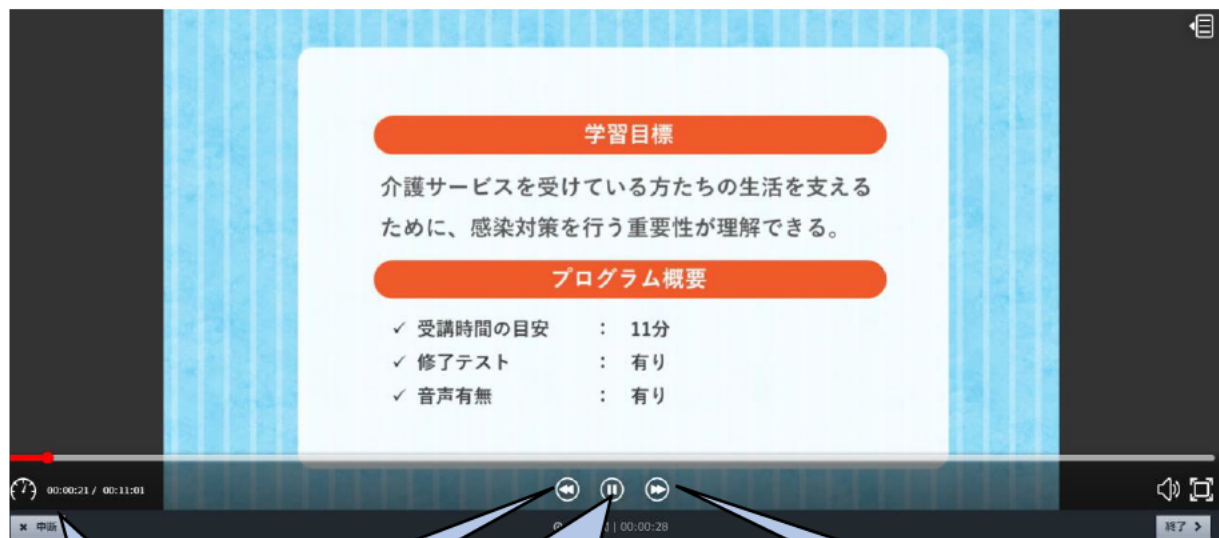 学習目標
介護サービスを受けている方たちの生活を支える
ために、感染対策を行う重要性が理解できる。
プログラム概要
✓ 受講時間の目安 : 11分
✓ 修了テスト : 有り
✓ 音声有無 : 有り
00:00:21 / 00:11:01
× 中断
| 00:00:28
終了 >